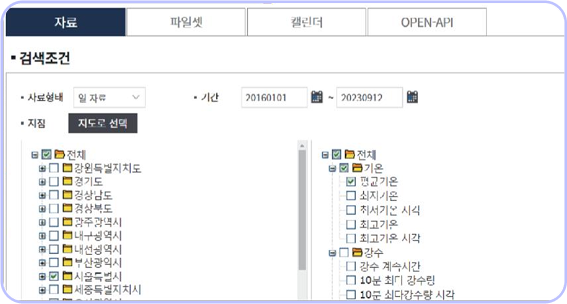 자료 파일셋 캘린더 OPEN-API
▪ 검색조건
• 자료형태 일 자료 • 기간 20160101 ~ 20230912
• 지점 지도로 선택
전체
강원특별자치도
경기도
경상남도
경상북도
광주광역시
대구광역시
대전광역시
부산광역시
서울특별시
세종특별자치시
전체
기온
평균기온
최저기온
최저기온 시각
최고기온
최고기온 시각
강수
강수 계속시간
10분 최다 강수량
10분 최다강수량 시각